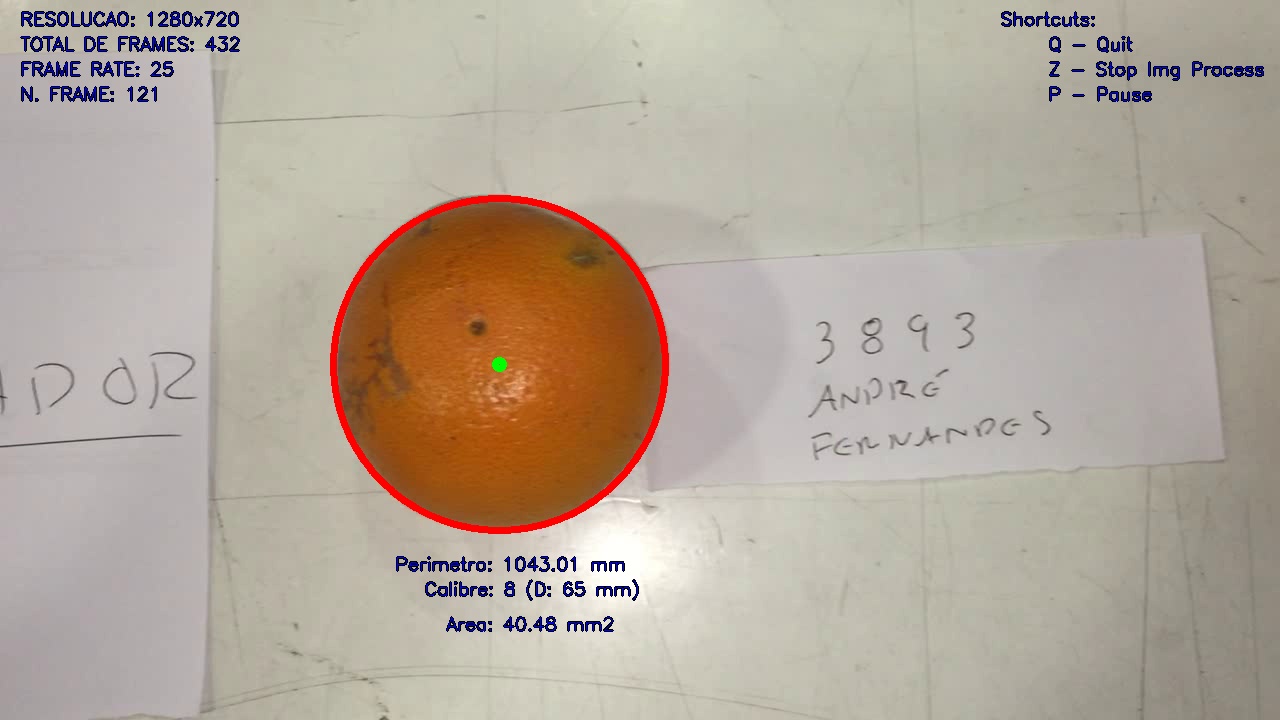 RESOLUCAO: 1280x720
TOTAL DE FRAMES: 432
FRAME RATE: 25
N. FRAME: 121
Shortcuts:
Q - Quit
Z - Stop Img Process
P - Pause
ADOR
3893
ANDRÉ
FERNANDES
Perimetro: 1043.01 mm
Calibre: 8 (D: 65 mm)
Area: 40.48 mm2